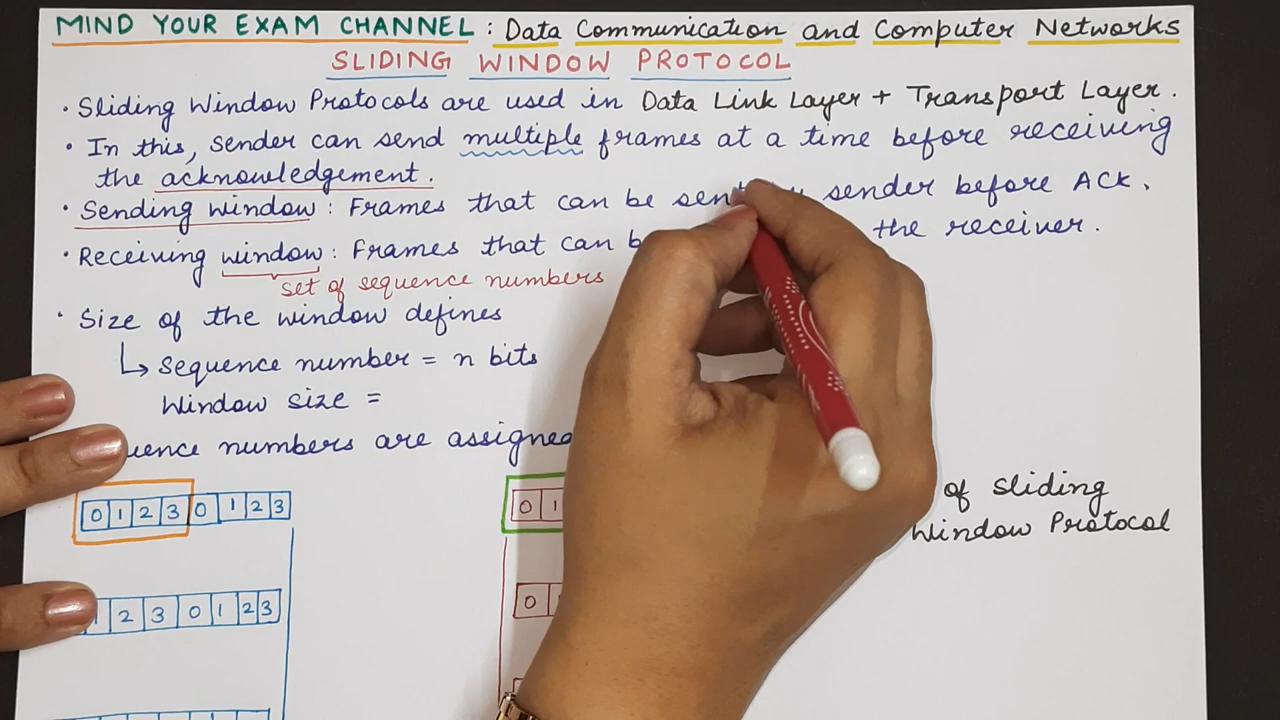 MIND YOUR EXAM CHANNEL : Data Communication and Computer Networks
SLIDING WINDOW PROTOCOL
• Sliding Window Protocols are used in Data Link Layer + Transport Layer.
• In this, sender can send multiple frames at a time before receiving
the acknowledgement.
• Sending window : Frames that can be sent sender before ACK.
• Receiving window : Frames that can the receiver.
set of sequence numbers
• Size of the window defines
↳ Sequence number = n bits
Window size =
numbers are assigned
0 1 2 3 0 1 2 3
0 1
of Sliding
Window Protocol
2 3 0 1 2 3
0